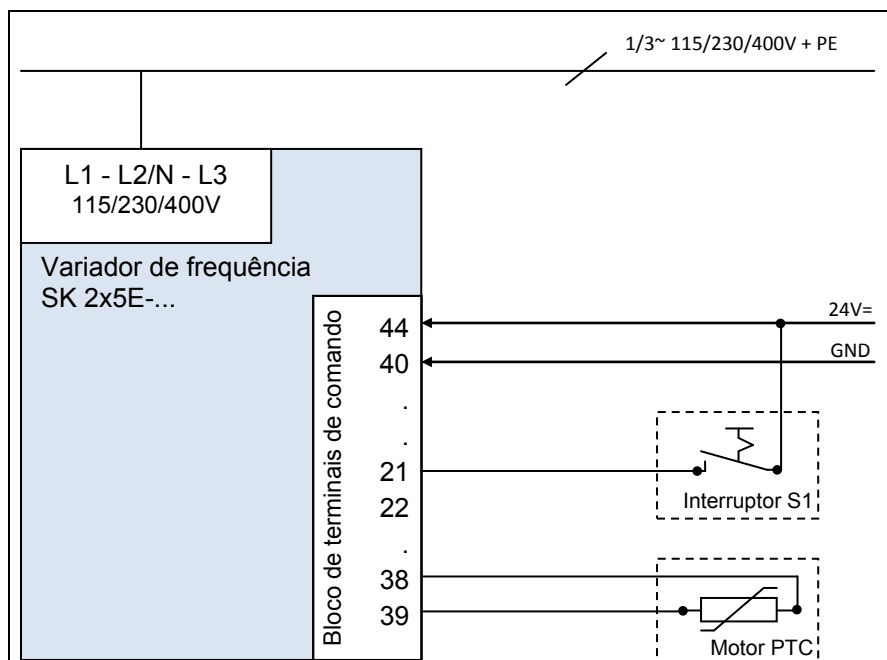 1/3~ 115/230/400V + PE
L1 - L2/N - L3
115/230/400V
Variador de frequência
SK 2x5E-...
Bloco de terminais de comando
44
40
.
.
21
22
.
38
39
24V=
GND
Interruptor S1
Motor PTC